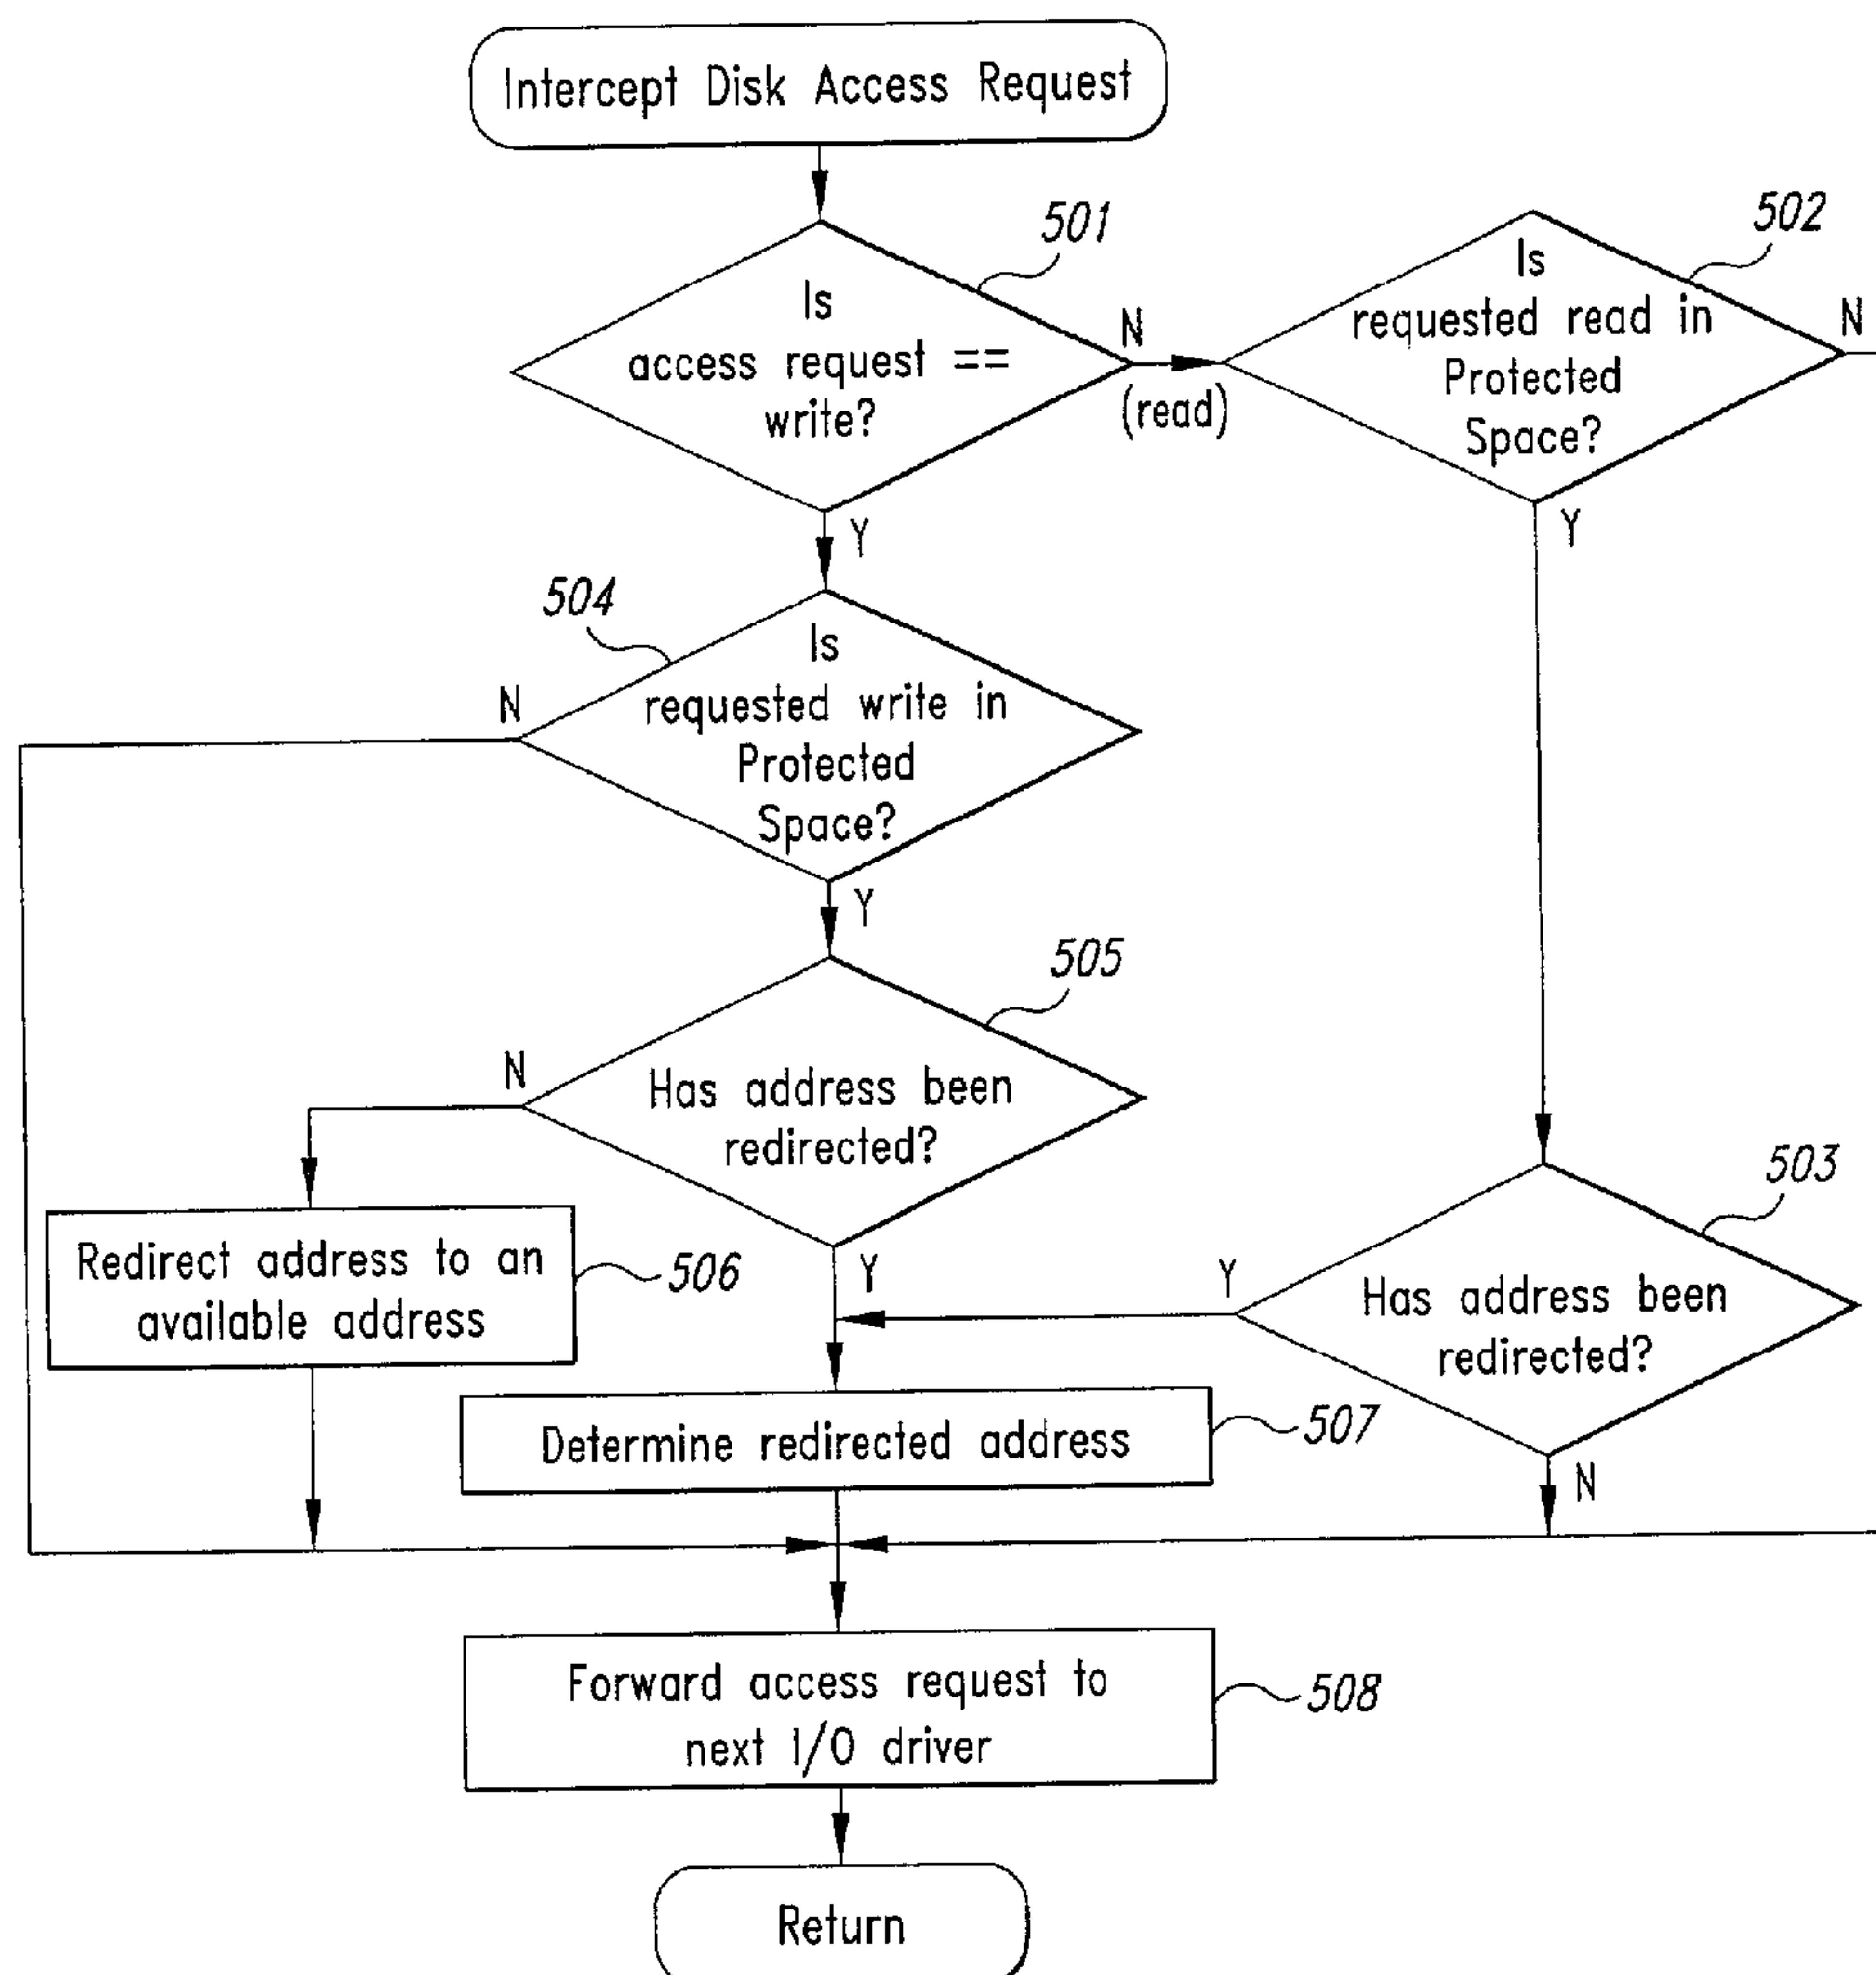 Intercept Disk Access Request
501
Is
access request ==
write?
N
(read)
Y
502
Is
requested read in
Protected
Space?
N
Y
504
Is
requested write in
Protected
Space?
N
Y
505
Has address been
redirected?
N
Y
503
Has address been
redirected?
Y
N
Redirect address to an
available address
506
Determine redirected address
507
Forward access request to
next I/O driver
508
Return